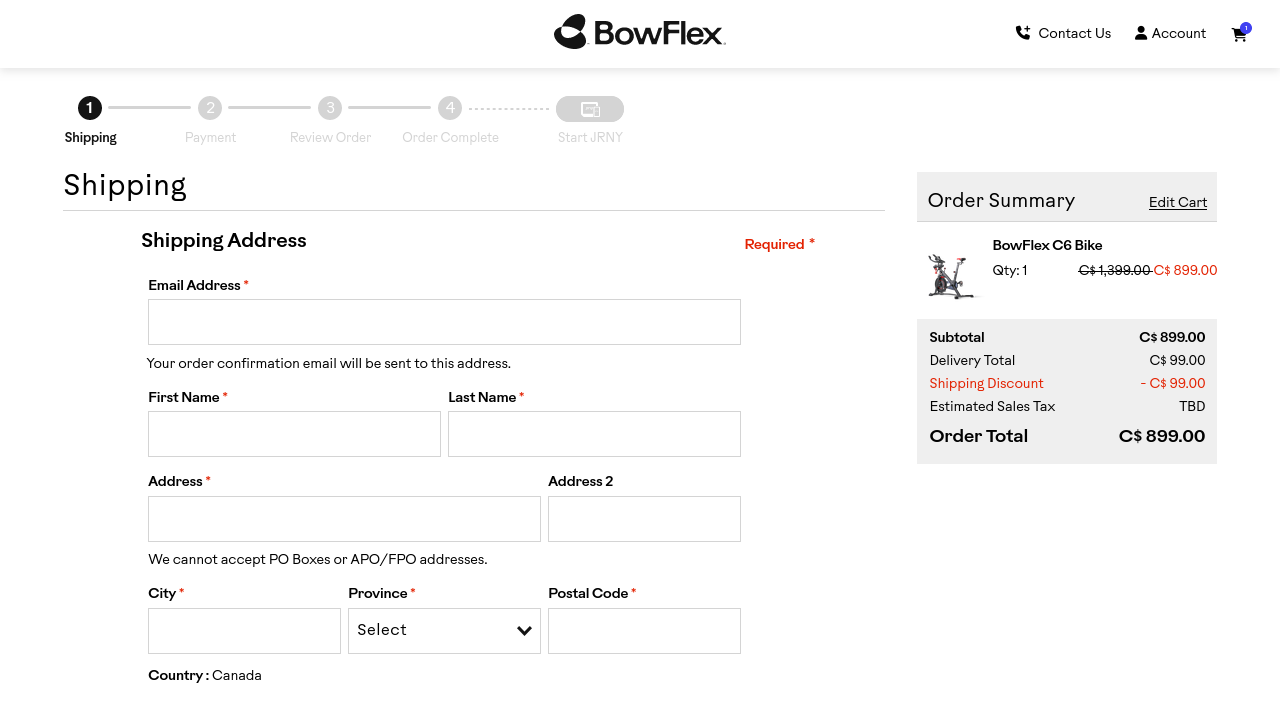 BowFlex
Contact Us
Account
1
1
2
3
4
Shipping
Payment
Review Order
Order Complete
Start JRNY
Shipping
Shipping Address
Required *
Email Address *
Your order confirmation email will be sent to this address.
First Name *
Last Name *
Address *
Address 2
We cannot accept PO Boxes or APO/FPO addresses.
City *
Province *
Postal Code *
Select
Country : Canada
Order Summary
Edit Cart
BowFlex C6 Bike
Qty: 1
C$ 1,399.00 C$ 899.00
Subtotal
C$ 899.00
Delivery Total
C$ 99.00
Shipping Discount
- C$ 99.00
Estimated Sales Tax
TBD
Order Total
C$ 899.00